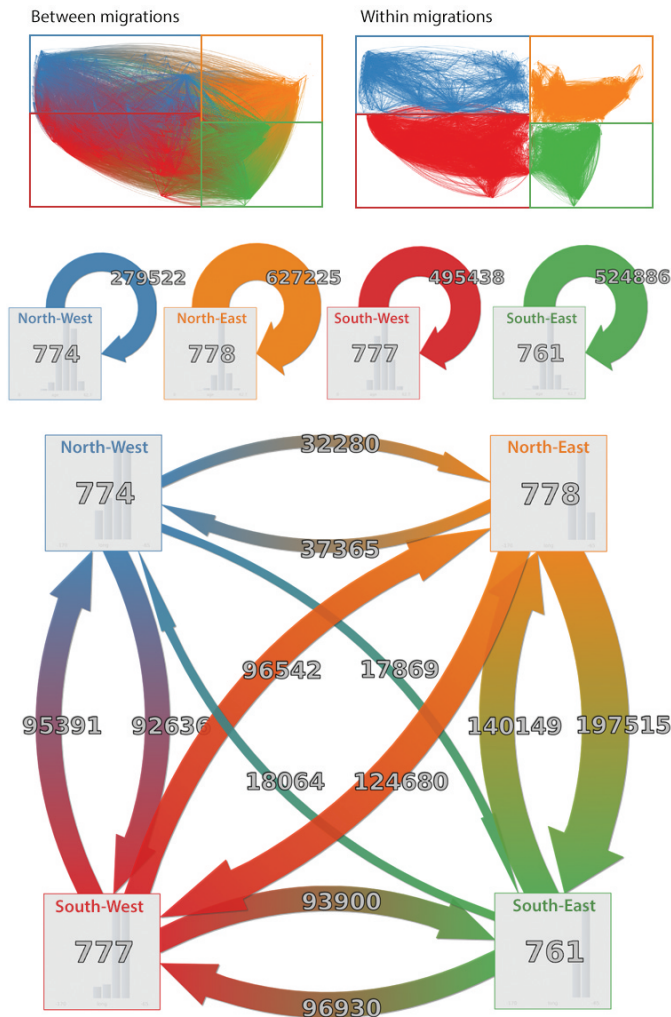 Between migrations
Within migrations
279522
627225
495438
524886
North-West
North-East
South-West
South-East
774
778
777
761
North-West
32280
North-East
774
778
37365
96542
17869
95391
92636
140149
197515
18064
124680
South-West
93900
South-East
777
761
96930